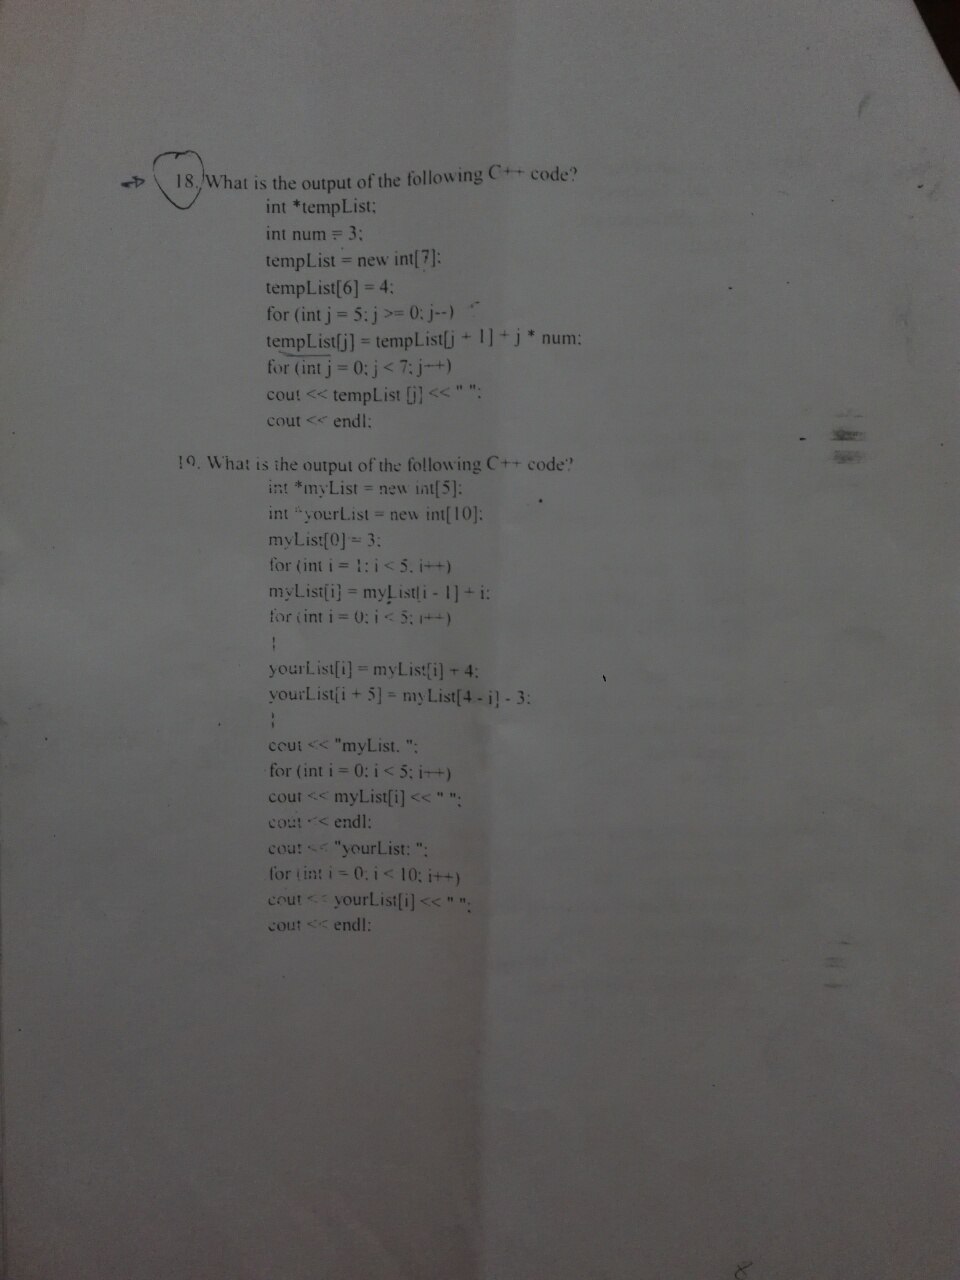 18. What is the output of the following C++ code?
int *tempList;
int num = 3;
tempList = new int[7];
tempList[6] = 4;
for (int j = 5; j >= 0; j--)
tempList[j] = tempList[j + 1] + j * num;
for (int j = 0; j < 7; j++)
cout << tempList [j] << " ";
cout << endl;
19. What is the output of the following C++ code?
int *myList = new int[5];
int *yourList = new int[10];
myList[0] = 3;
for (int i = 1; i < 5; i++)
myList[i] = myList[i - 1] + i;
for (int i = 0; i < 5; i++)
{
yourList[i] = myList[i] + 4;
yourList[i + 5] = myList[4 - i] - 3;
}
cout << "myList. ";
for (int i = 0; i < 5; i++)
cout << myList[i] << " ";
cout << endl;
cout << "yourList: ";
for (int i = 0; i < 10; i++)
cout << yourList[i] << " ";
cout << endl;
8